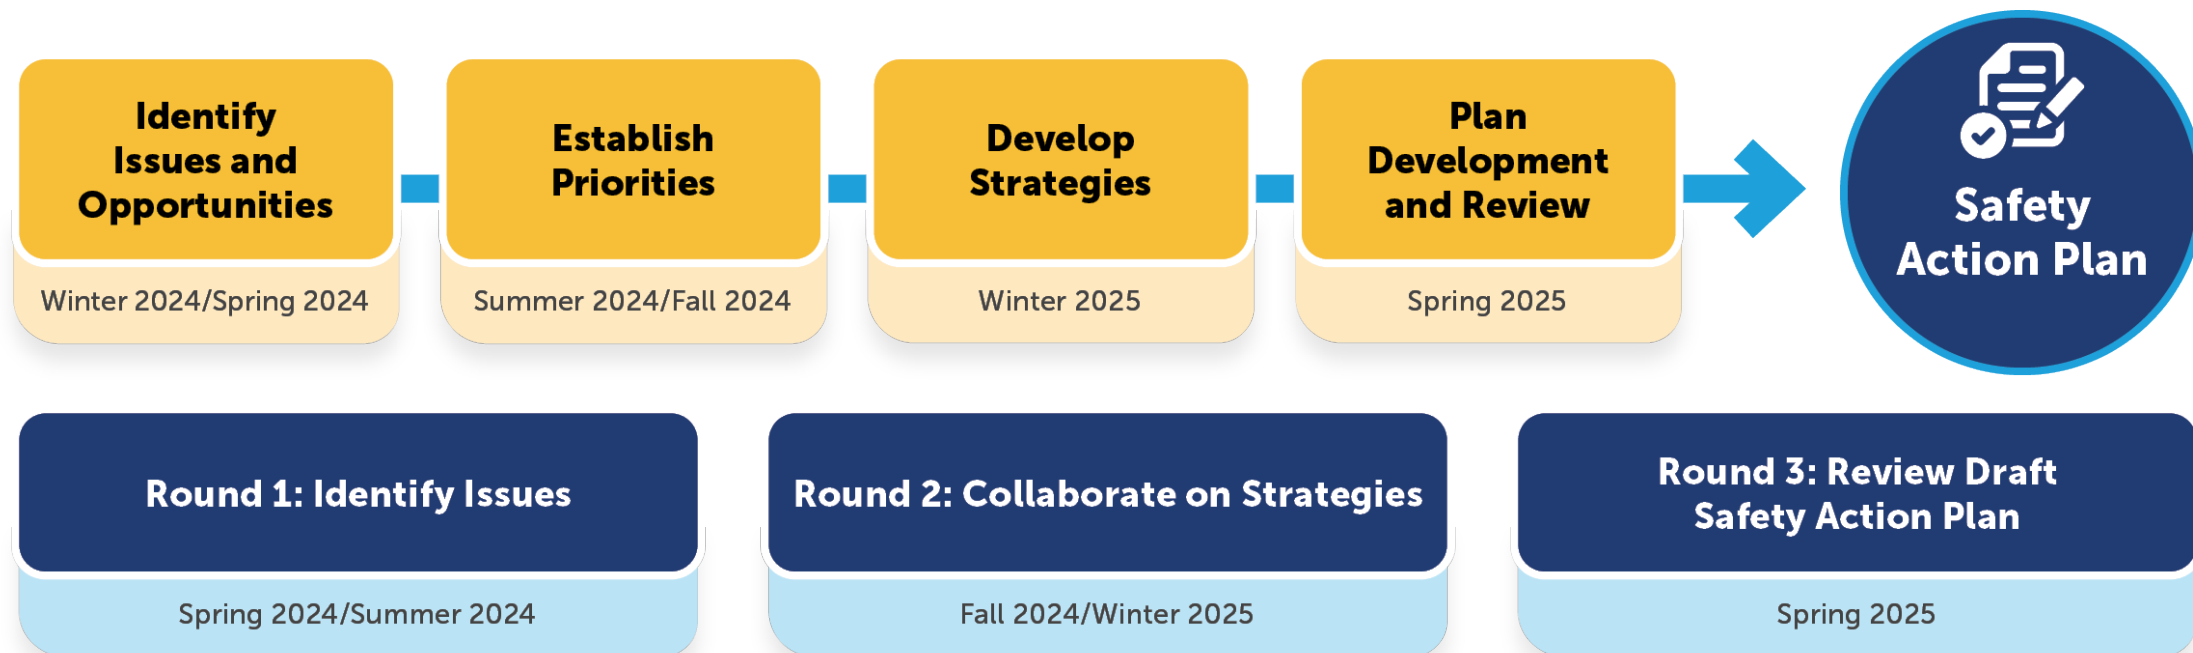 Identify
Issues and
Opportunities
Winter 2024/Spring 2024
Establish
Priorities
Summer 2024/Fall 2024
Develop
Strategies
Winter 2025
Plan
Development
and Review
Spring 2025
Safety
Action Plan
Round 1: Identify Issues
Spring 2024/Summer 2024
Round 2: Collaborate on Strategies
Fall 2024/Winter 2025
Round 3: Review Draft
Safety Action Plan
Spring 2025